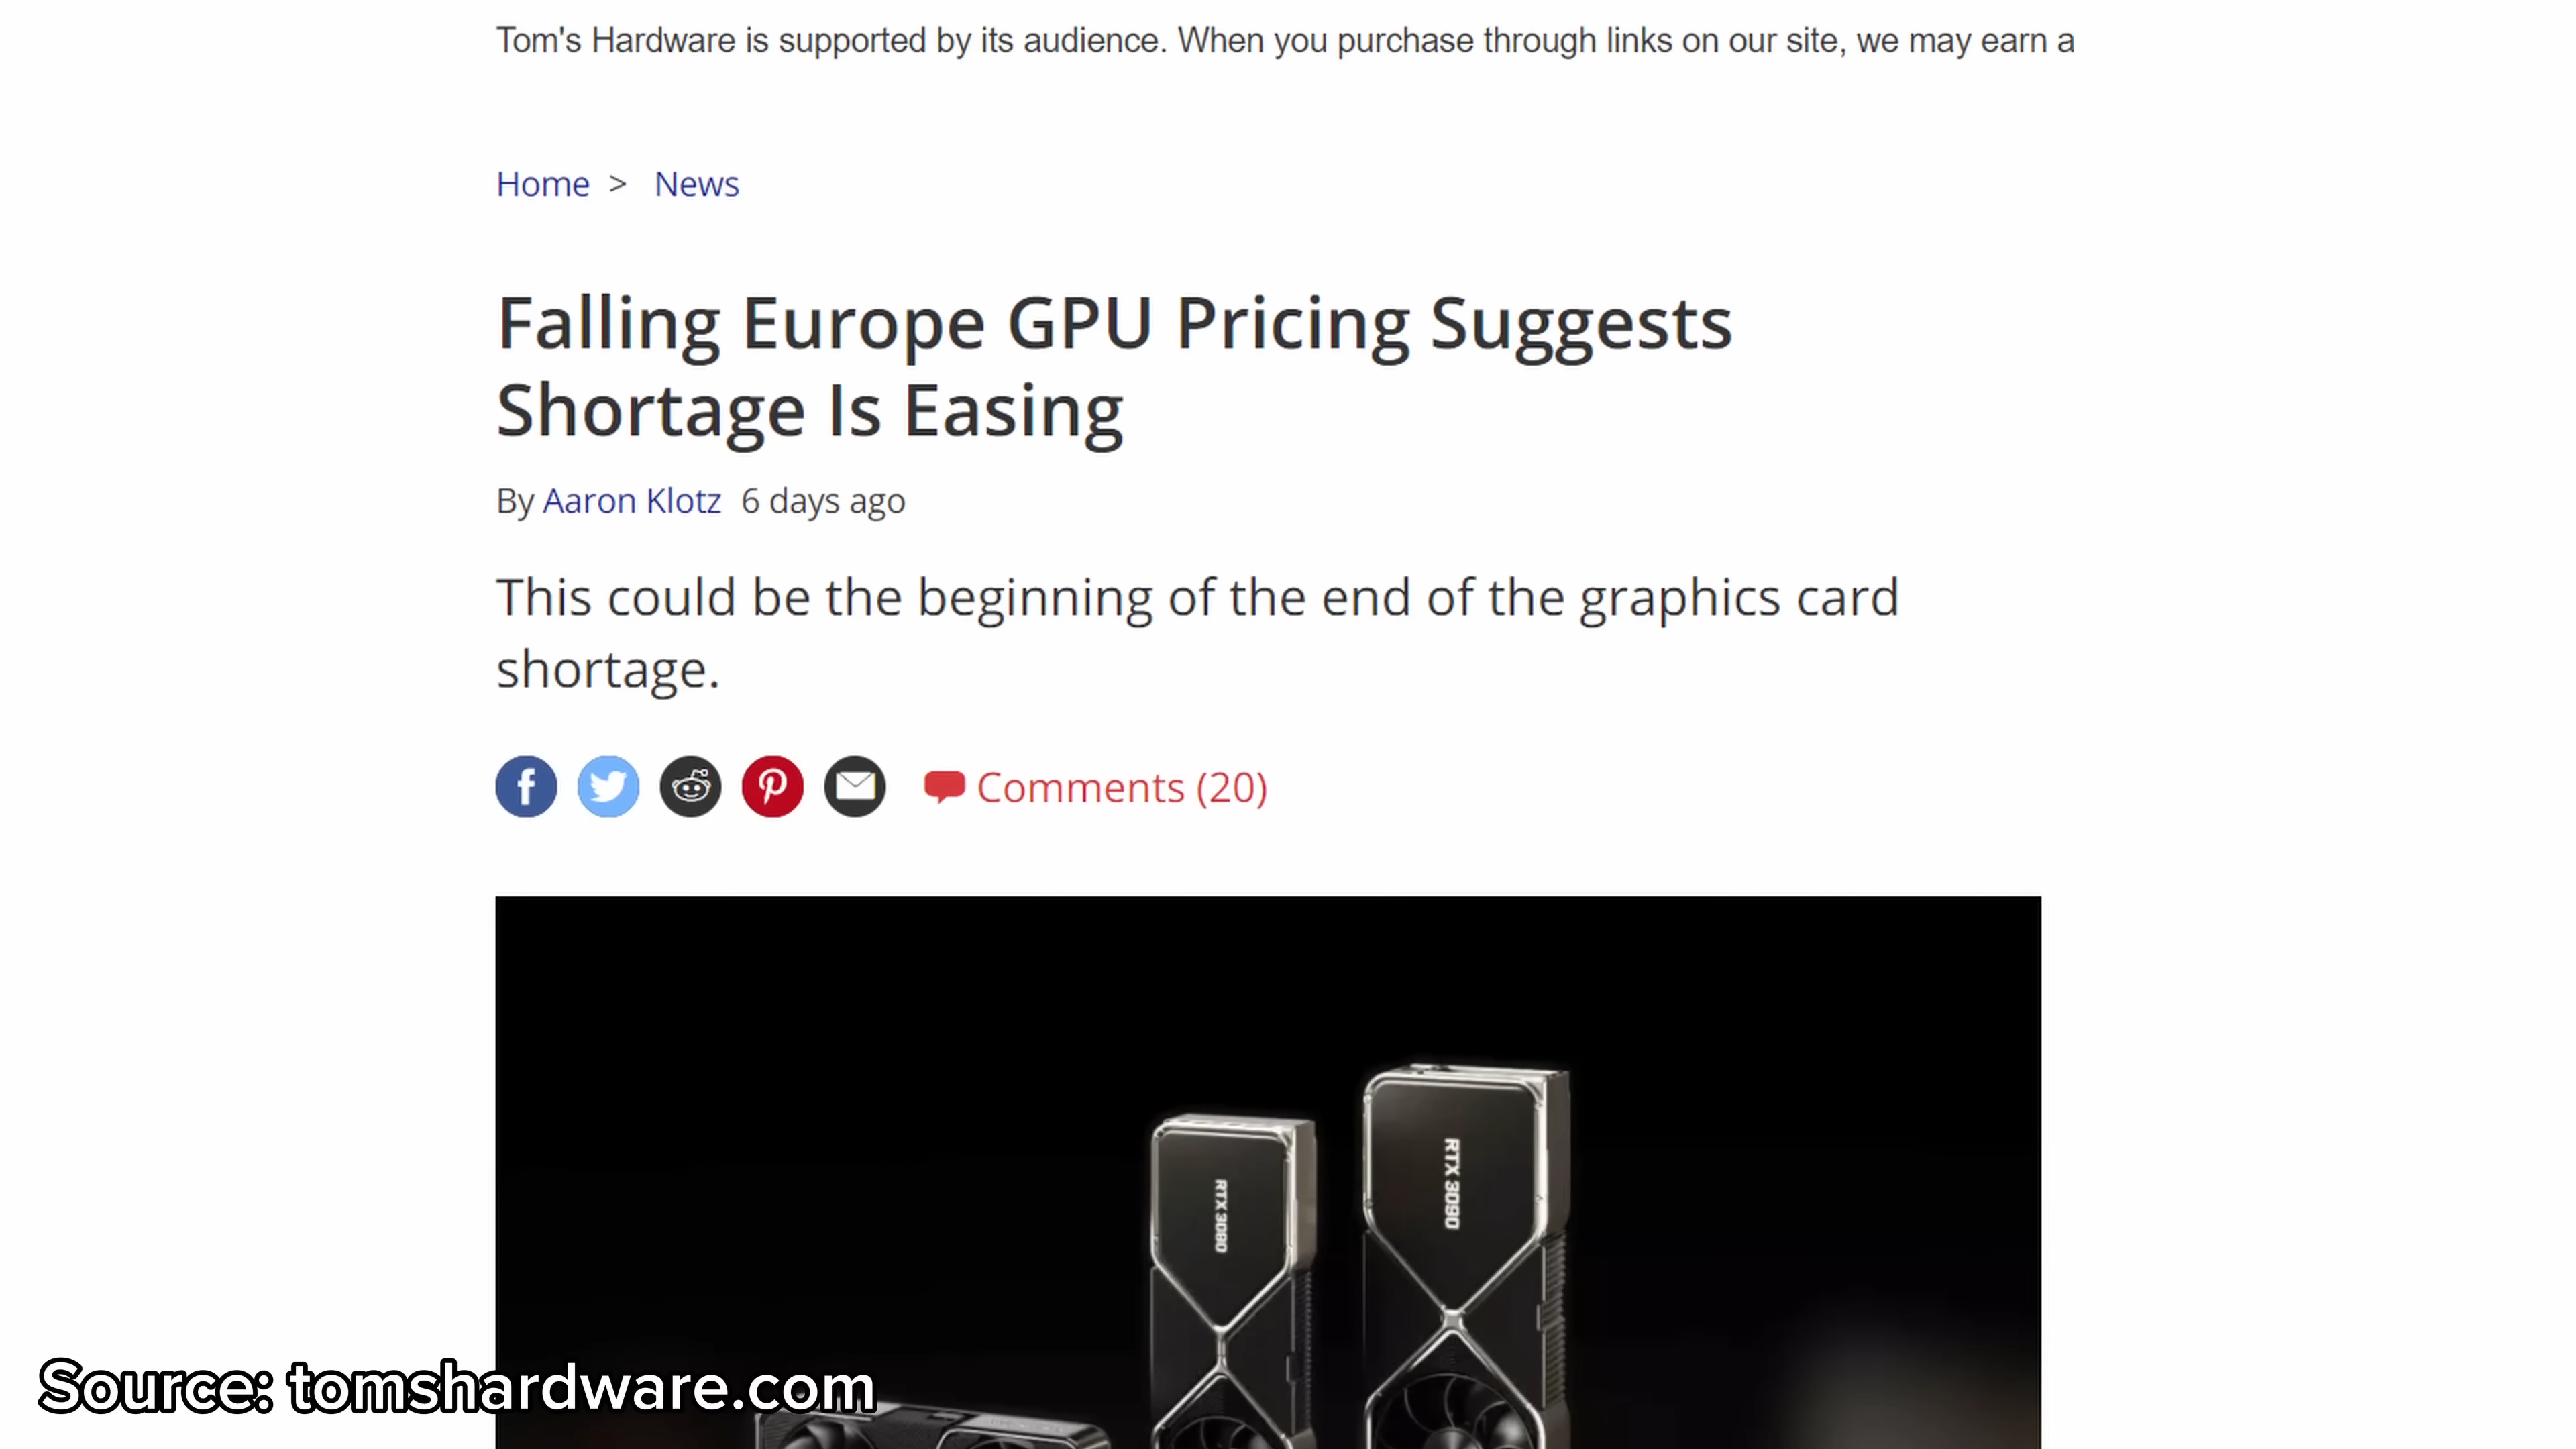 Tom's Hardware is supported by its audience. When you purchase through links on our site, we may earn a
Home > News
Falling Europe GPU Pricing Suggests
Shortage Is Easing
By Aaron Klotz 6 days ago
This could be the beginning of the end of the graphics card
shortage.
Comments (20)
RTX 3080
RTX 3090
Source: tomshardware.com